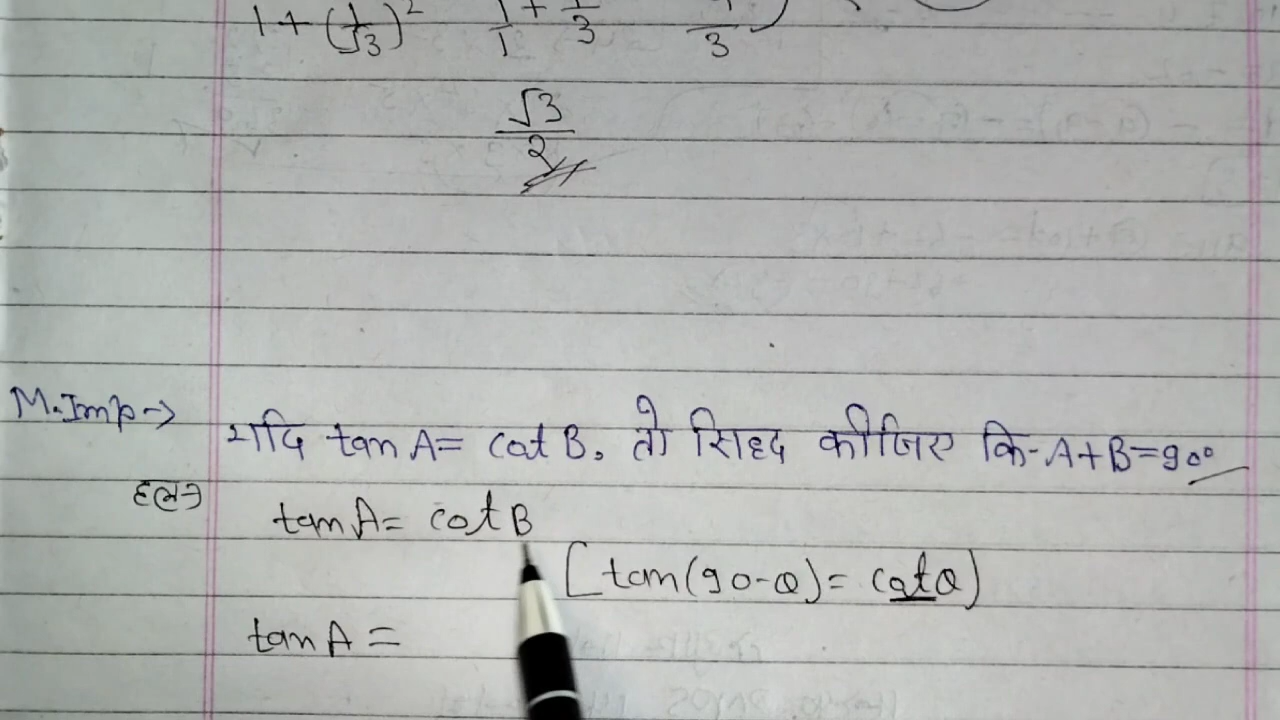 1+(1/√3)² 1/1+1/3 /3
√3/2
M.Imp→ यदि tan A= cot B, तो सिद्ध कीजिए कि-A+B=90°
हल→ tan A= cot B
[tan(90-θ)= cotθ)
tan A =